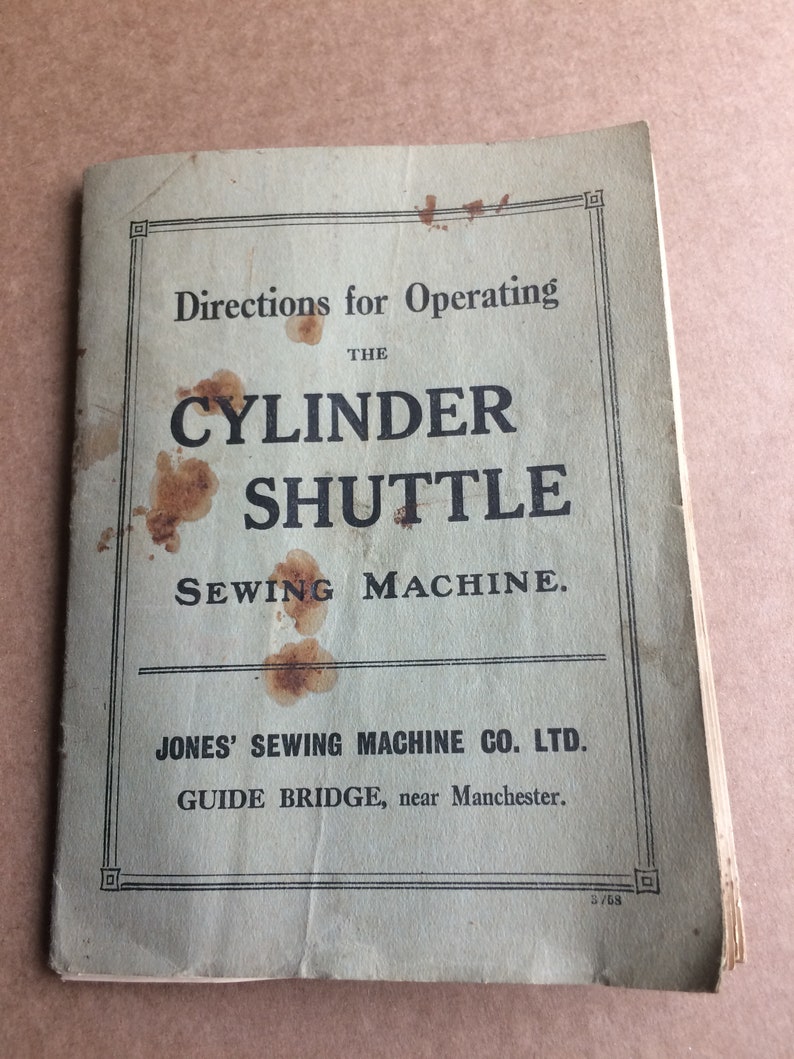 Directions for Operating
THE
CYLINDER
SHUTTLE
SEWING MACHINE.
JONES' SEWING MACHINE CO. LTD.
GUIDE BRIDGE, near Manchester.